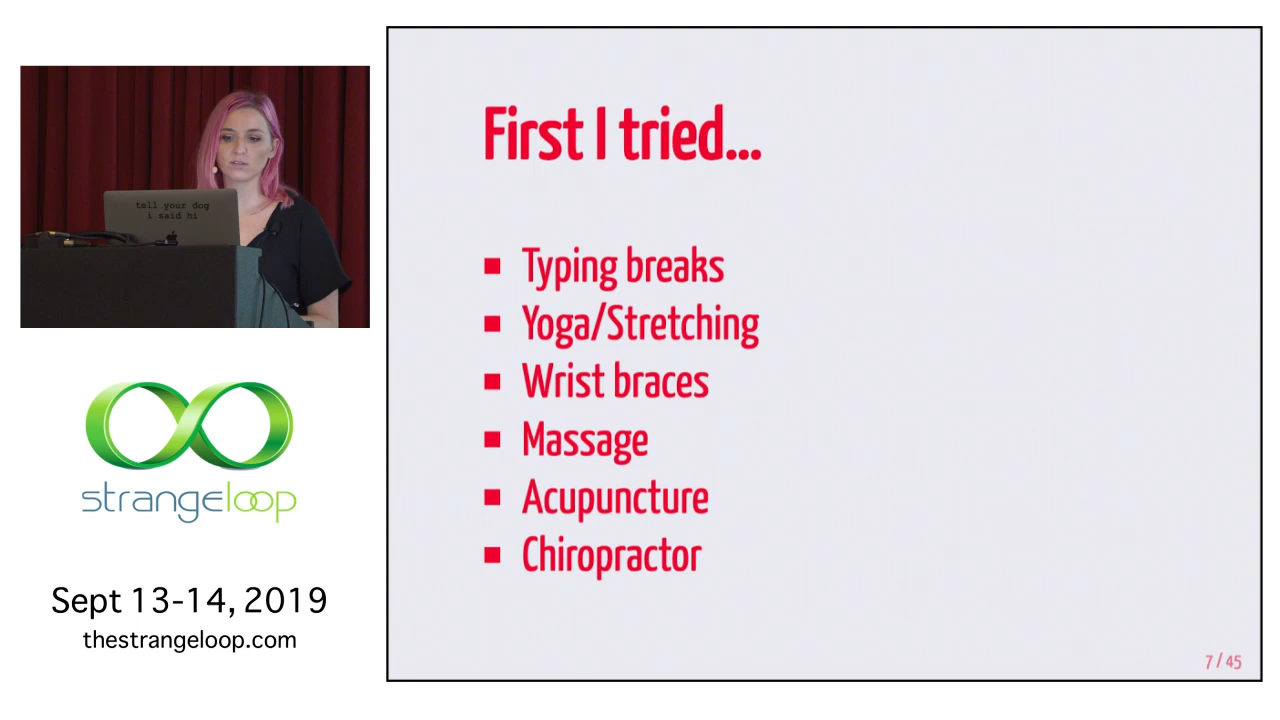 First I tried...
Typing breaks
Yoga/Stretching
Wrist braces
Massage
Acupuncture
Chiropractor
7 / 45
tell your dog
i said hi
strangeloop
Sept 13-14, 2019
thestrangeloop.com